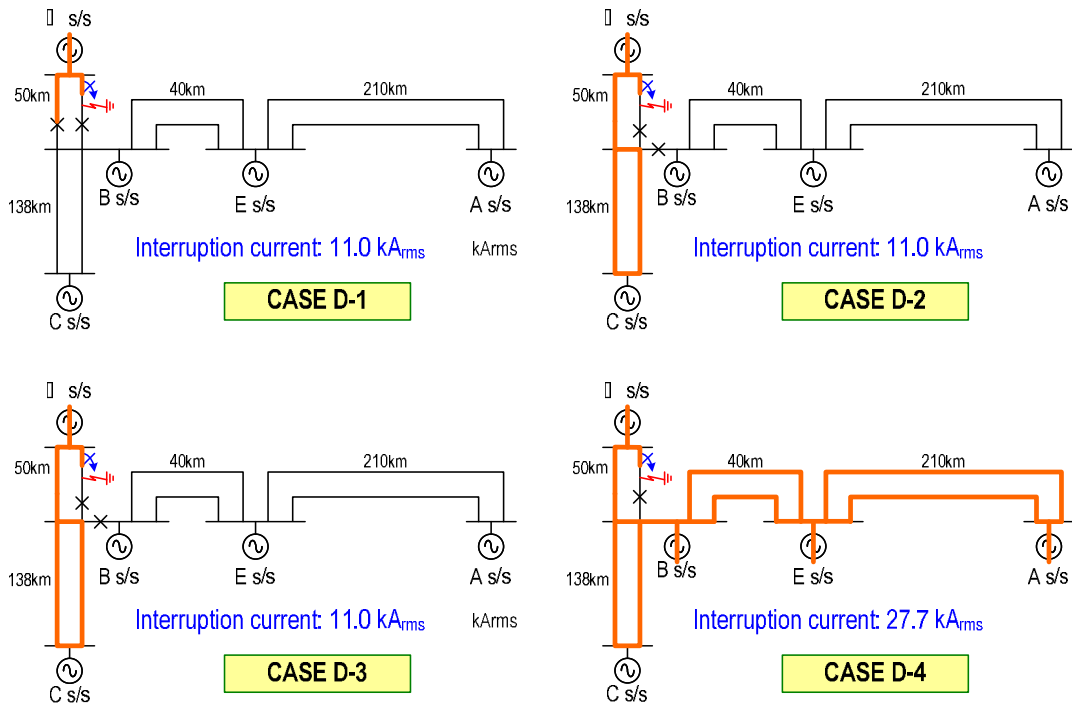 s/s
s/s
50km
40km
210km
50km
40km
210km
B s/s
E s/s
A s/s
B s/s
E s/s
A s/s
138km
138km
Interruption current: 11.0 kArms
kArms
Interruption current: 11.0 kArms
C s/s
CASE D-1
C s/s
CASE D-2
s/s
s/s
50km
40km
210km
50km
40km
210km
B s/s
E s/s
A s/s
B s/s
E s/s
A s/s
138km
138km
Interruption current: 11.0 kArms
kArms
Interruption current: 27.7 kArms
C s/s
CASE D-3
C s/s
CASE D-4